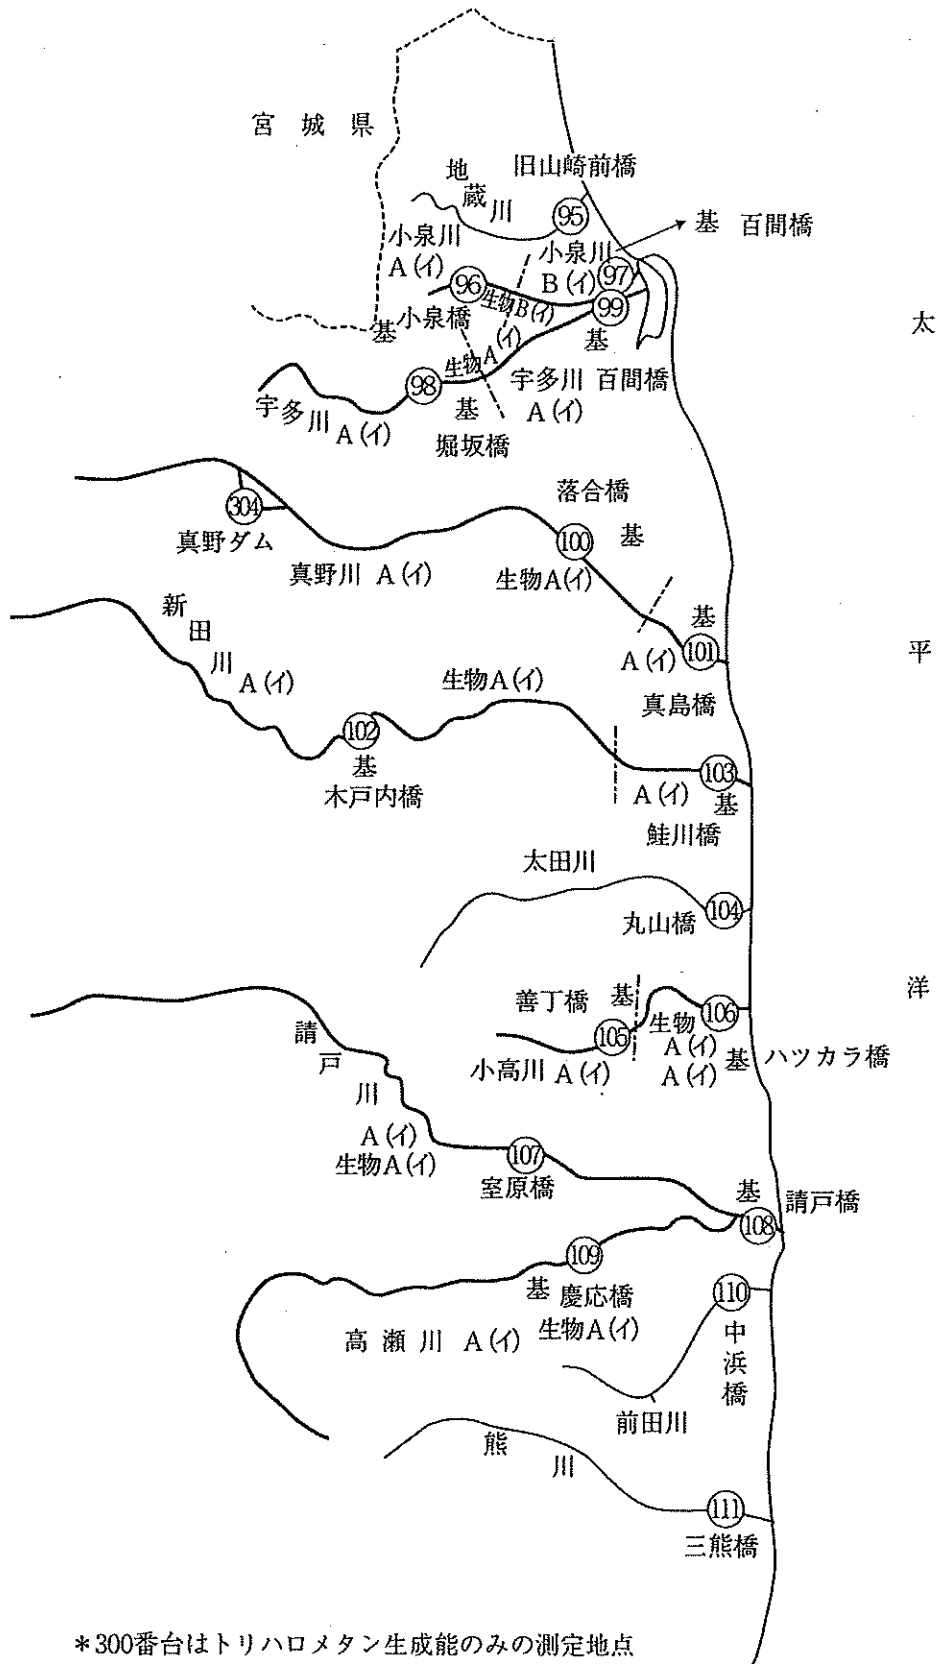 宮城県
地蔵川
旧山崎前橋
95
基 百間橋
小泉川
A(イ)
小泉川
B(イ)
97
96
生物B(イ)
99
基
小泉橋
(イ)
生物A
基
98
宇多川
A(イ)
基
堀坂橋
宇多川 百間橋
A(イ)
太平洋
304
真野ダム
真野川 A(イ)
落合橋
基
100
生物A(イ)
基
101
A(イ)
真島橋
新田川
A(イ)
生物A(イ)
102
基
木戸内橋
103
基
A(イ)
鮭川橋
太田川
104
丸山橋
善丁橋
基
105
小高川 A(イ)
106
生物
A(イ)
A(イ)
基
ハツカラ橋
請戸川
A(イ)
生物A(イ)
107
室原橋
基
請戸橋
108
109
基 慶応橋
生物A(イ)
高瀬川 A(イ)
110
中浜橋
前田川
熊川
111
三熊橋
*300番台はトリハロメタン生成能のみの測定地点